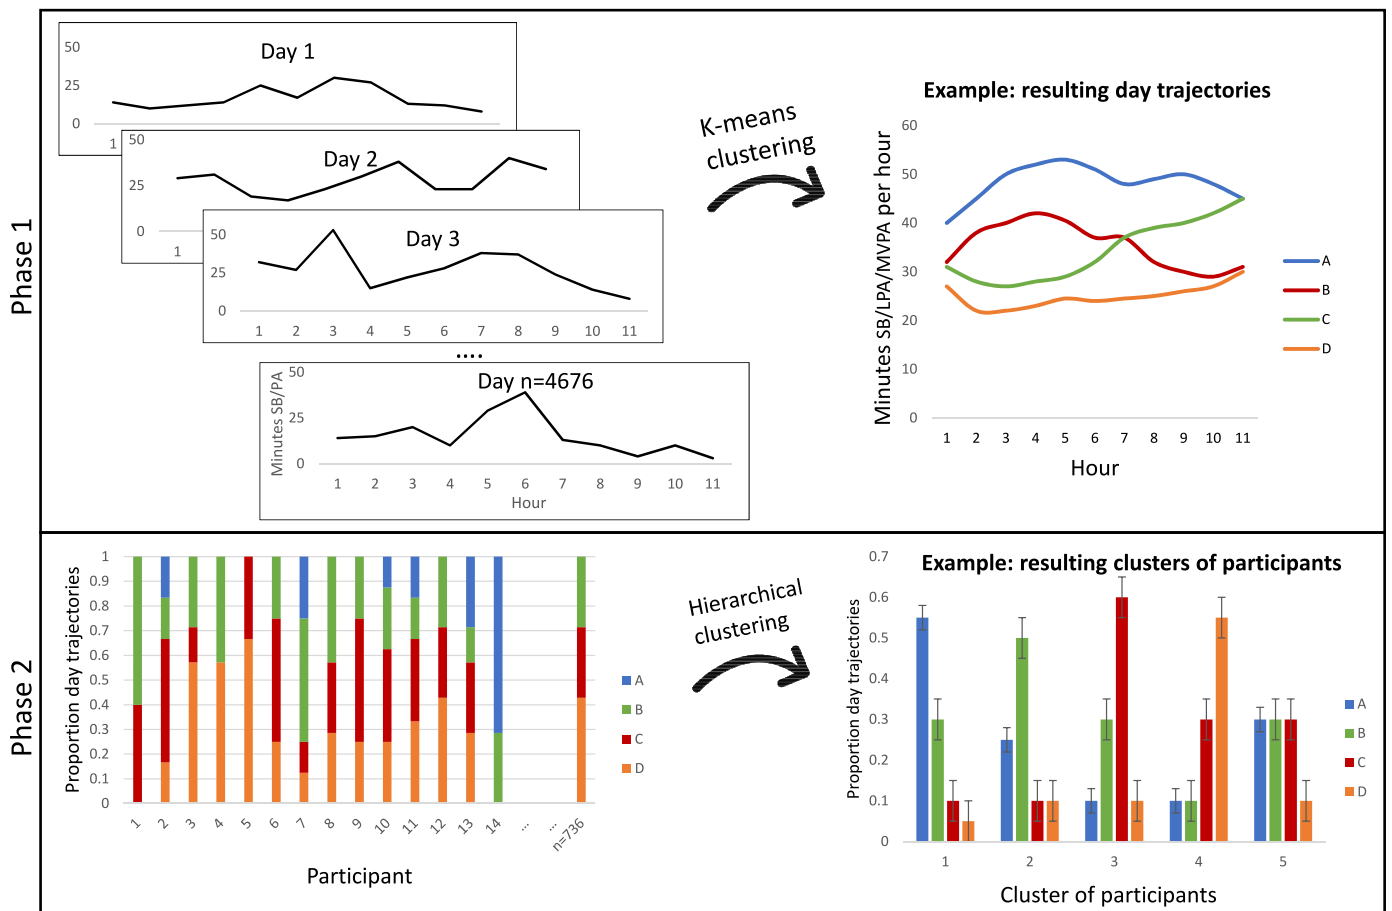 Phase 1
Day 1
50
25
0
1
Day 2
50
25
0
1
Day 3
50
25
0
1 2 3 4 5 6 7 8 9 10 11
....
Day n=4676
Minutes SB/PA
50
25
0
1 2 3 4 5 6 7 8 9 10 11
Hour
K-means
clustering
Example: resulting day trajectories
Minutes SB/LPA/MVPA per hour
60
50
40
30
20
10
0
1 2 3 4 5 6 7 8 9 10 11
Hour
A
B
C
D
Phase 2
Proportion day trajectories
1
0.9
0.8
0.7
0.6
0.5
0.4
0.3
0.2
0.1
0
1 2 3 4 5 6 7 8 9 10 11 12 13 14 ... ... n=736
Participant
A
B
C
D
Hierarchical
clustering
Example: resulting clusters of participants
Proportion day trajectories
0.7
0.6
0.5
0.4
0.3
0.2
0.1
0
1 2 3 4 5
Cluster of participants
A
B
C
D